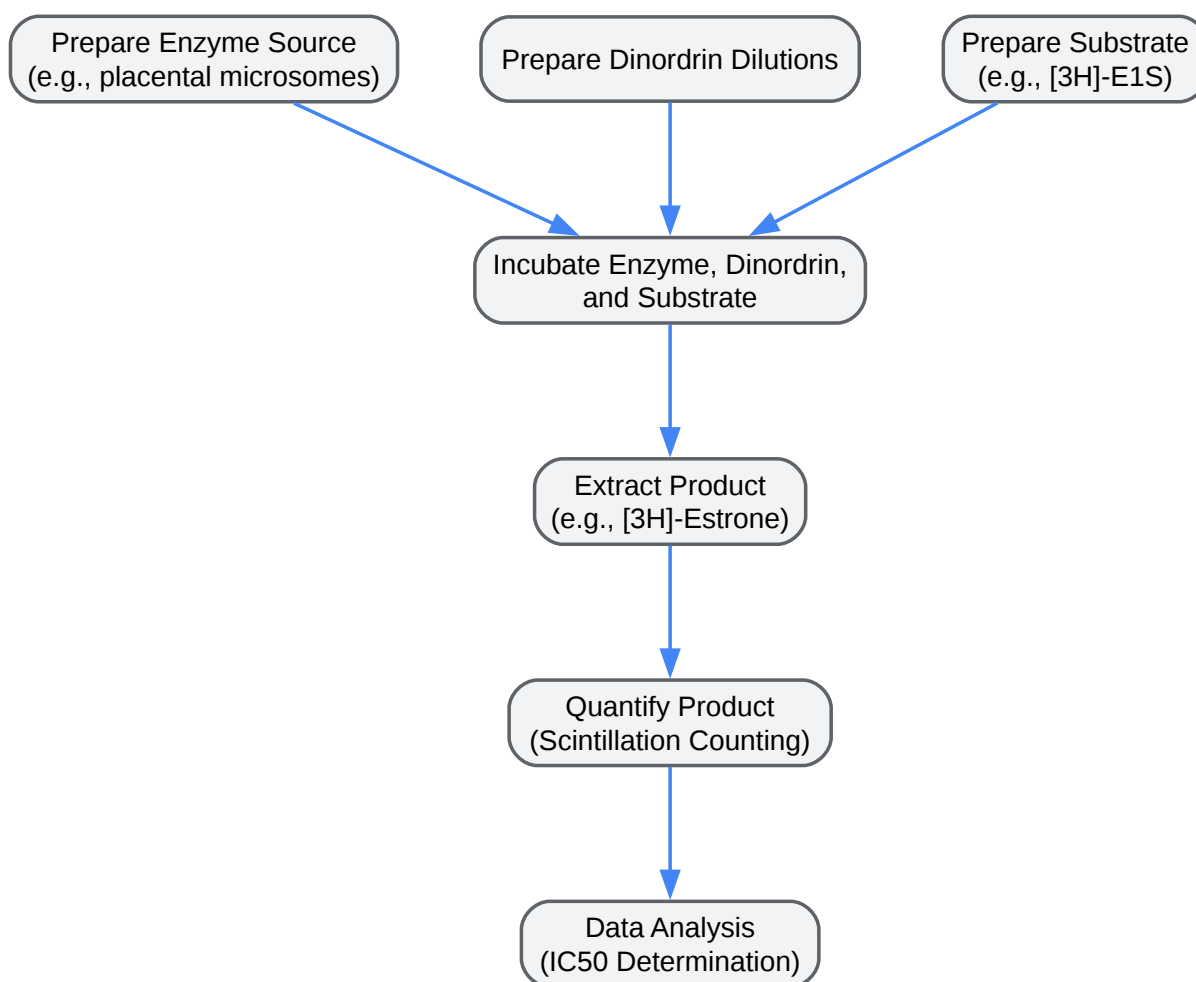 Prepare Enzyme Source
(e.g., placental microsomes)
Prepare Dinordrin Dilutions
Prepare Substrate
(e.g., [3H]-E1S)
Incubate Enzyme, Dinordrin,
and Substrate
Extract Product
(e.g., [3H]-Estrone)
Quantify Product
(Scintillation Counting)
Data Analysis
(IC50 Determination)